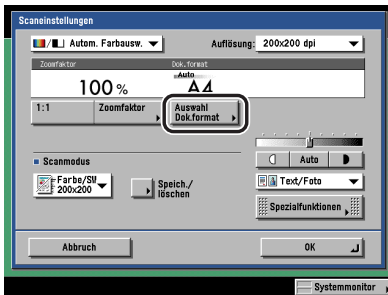 Scaneinstellungen
Autom. Farbausw.
Auflösung: 200x200 dpi
Zoomfaktor Dok.format
100 % Auto A4
1:1 Zoomfaktor Auswahl Dok.format
Auto
Scanmodus
Farbe/SW 200x200
Speich./ löschen
Text/Foto
Spezialfunktionen
Abbruch OK
Systemmonitor